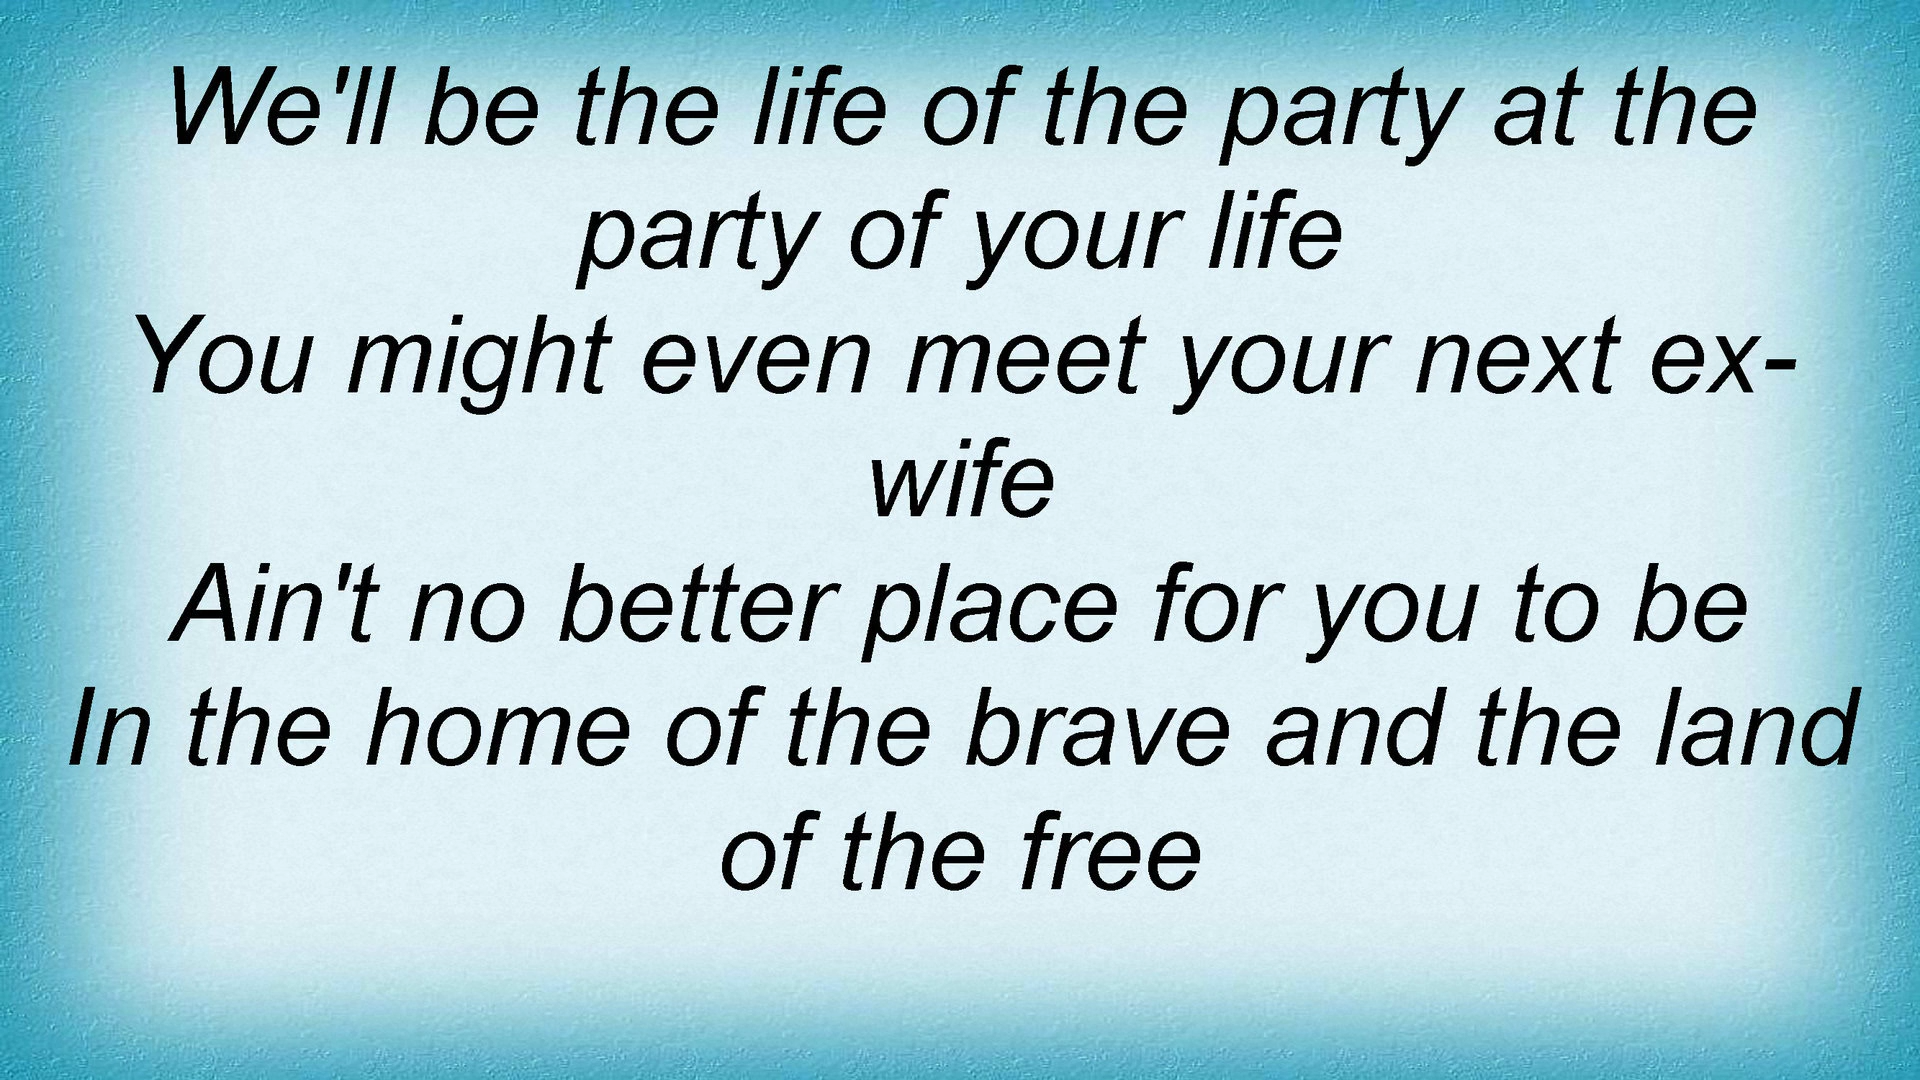 We'll be the life of the party at the
party of your life
You might even meet your next ex-
wife
Ain't no better place for you to be
In the home of the brave and the land
of the free